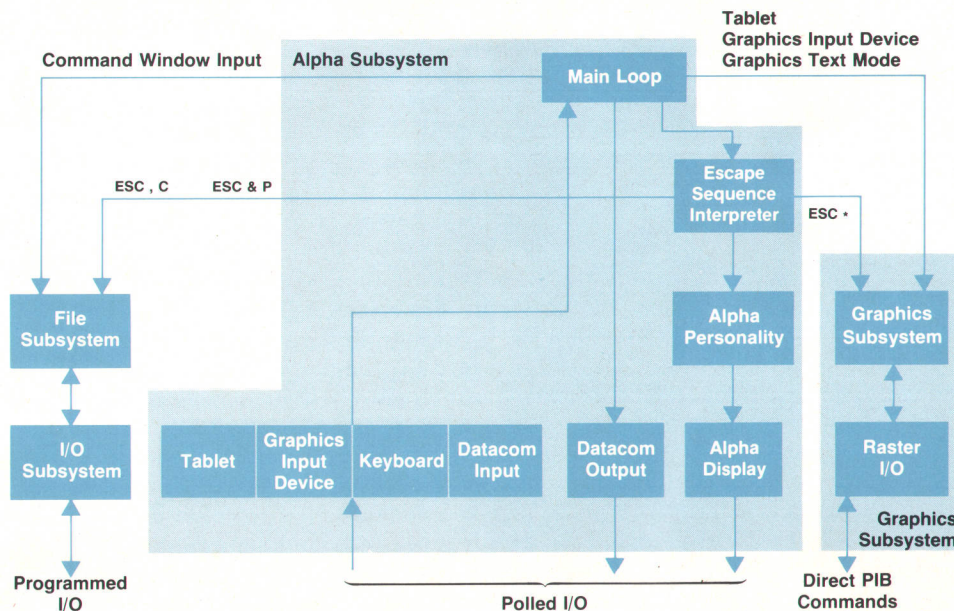 Tablet
Graphics Input Device
Graphics Text Mode
Command Window Input
Alpha Subsystem
Main Loop
Escape
Sequence
Interpreter
ESC , C
ESC & P
ESC *
File
Subsystem
Alpha
Personality
Graphics
Subsystem
I/O
Subsystem
Tablet
Graphics
Input
Device
Keyboard
Datacom
Input
Datacom
Output
Alpha
Display
Raster
I/O
Graphics
Subsystem
Programmed
I/O
Polled I/O
Direct PIB
Commands